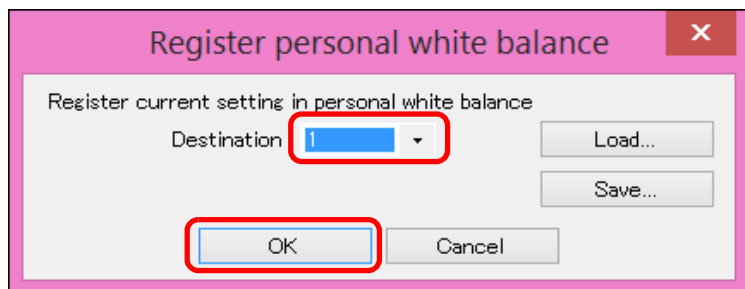 Register personal white balance
Register current setting in personal white balance
Destination 1 Load...
Save...
OK Cancel